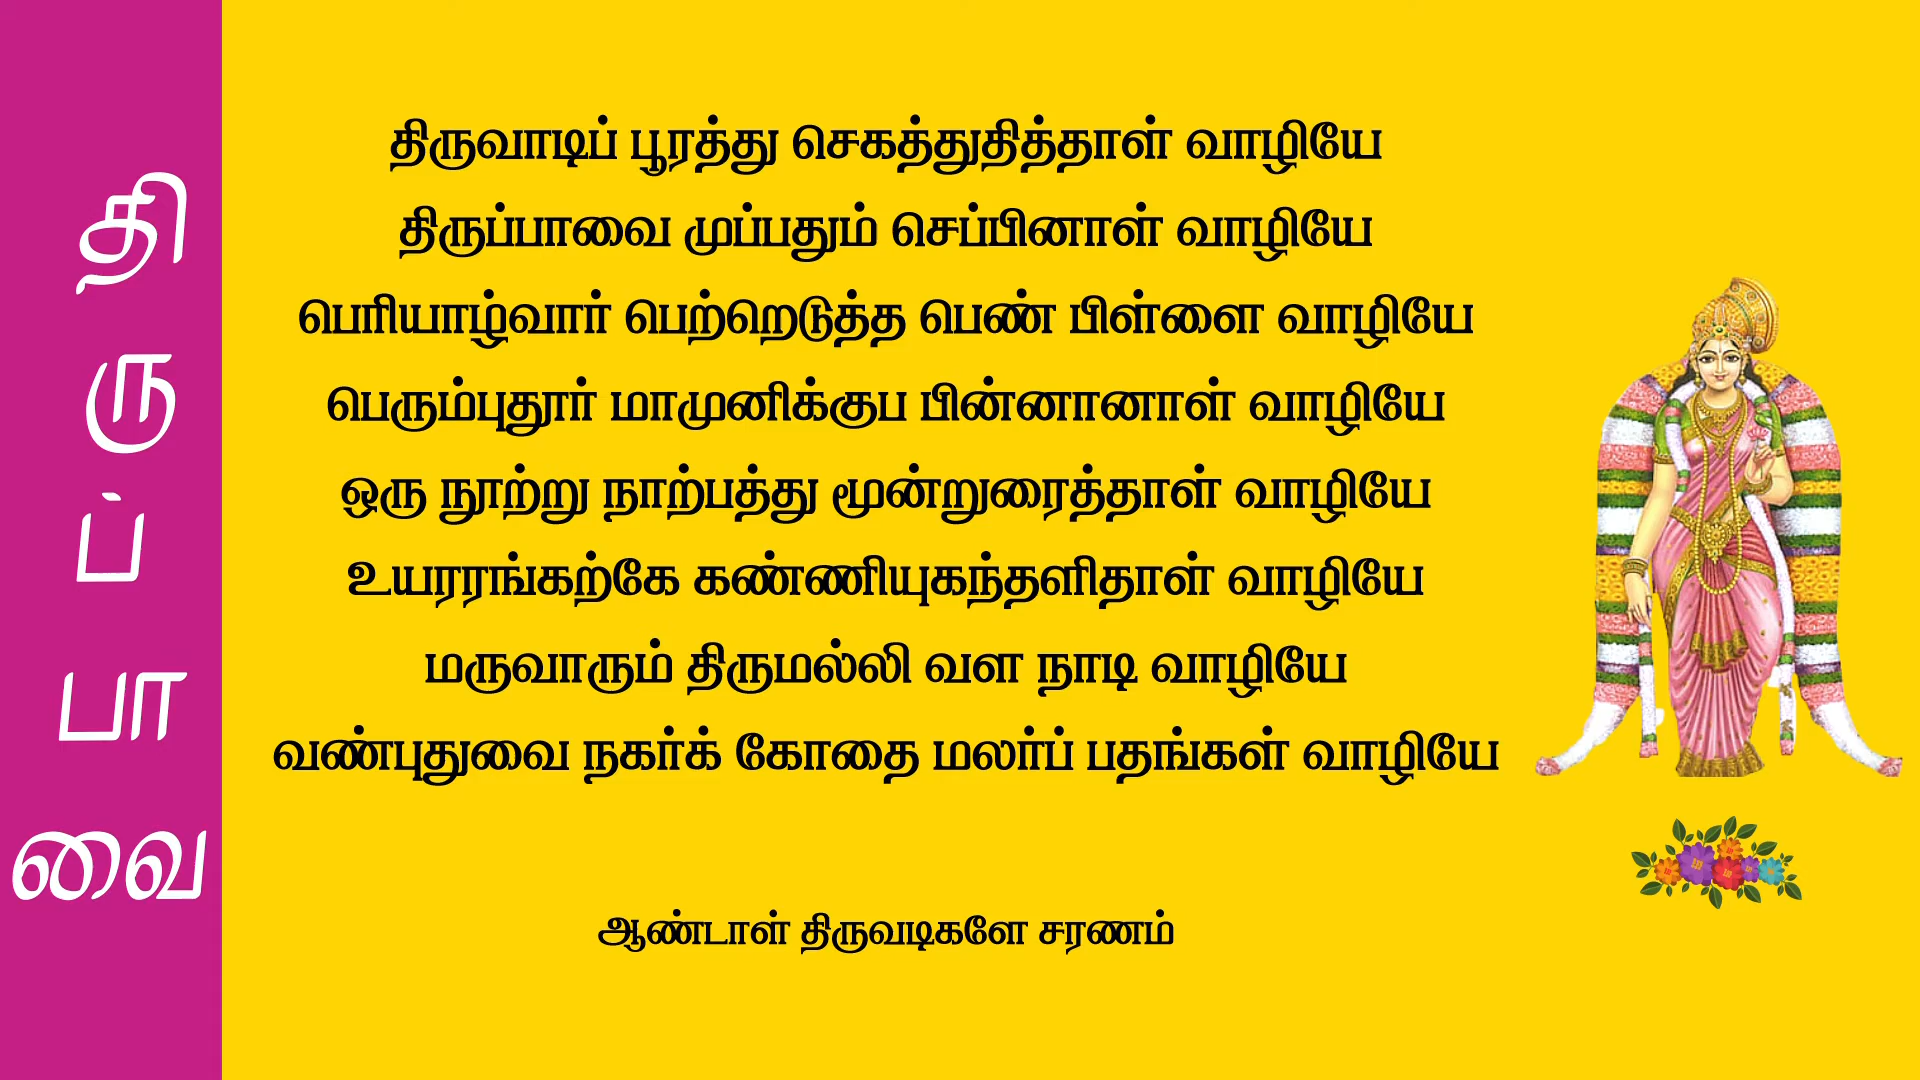 திருப்பாவை
திருவாடிப் பூரத்து செகத்துதித்தாள் வாழியே
திருப்பாவை முப்பதும் செப்பினாள் வாழியே
பெரியாழ்வார் பெற்றெடுத்த பெண் பிள்ளை வாழியே
பெரும்புதூர் மாமுனிக்குப பின்னானாள் வாழியே
ஒரு நூற்று நாற்பத்து மூன்றுரைத்தாள் வாழியே
உயரரங்கற்கே கண்ணியுகந்தளிதாள் வாழியே
மருவாரும் திருமல்லி வள நாடி வாழியே
வண்புதுவை நகர்க் கோதை மலர்ப் பதங்கள் வாழியே
ஆண்டாள் திருவடிகளே சரணம்